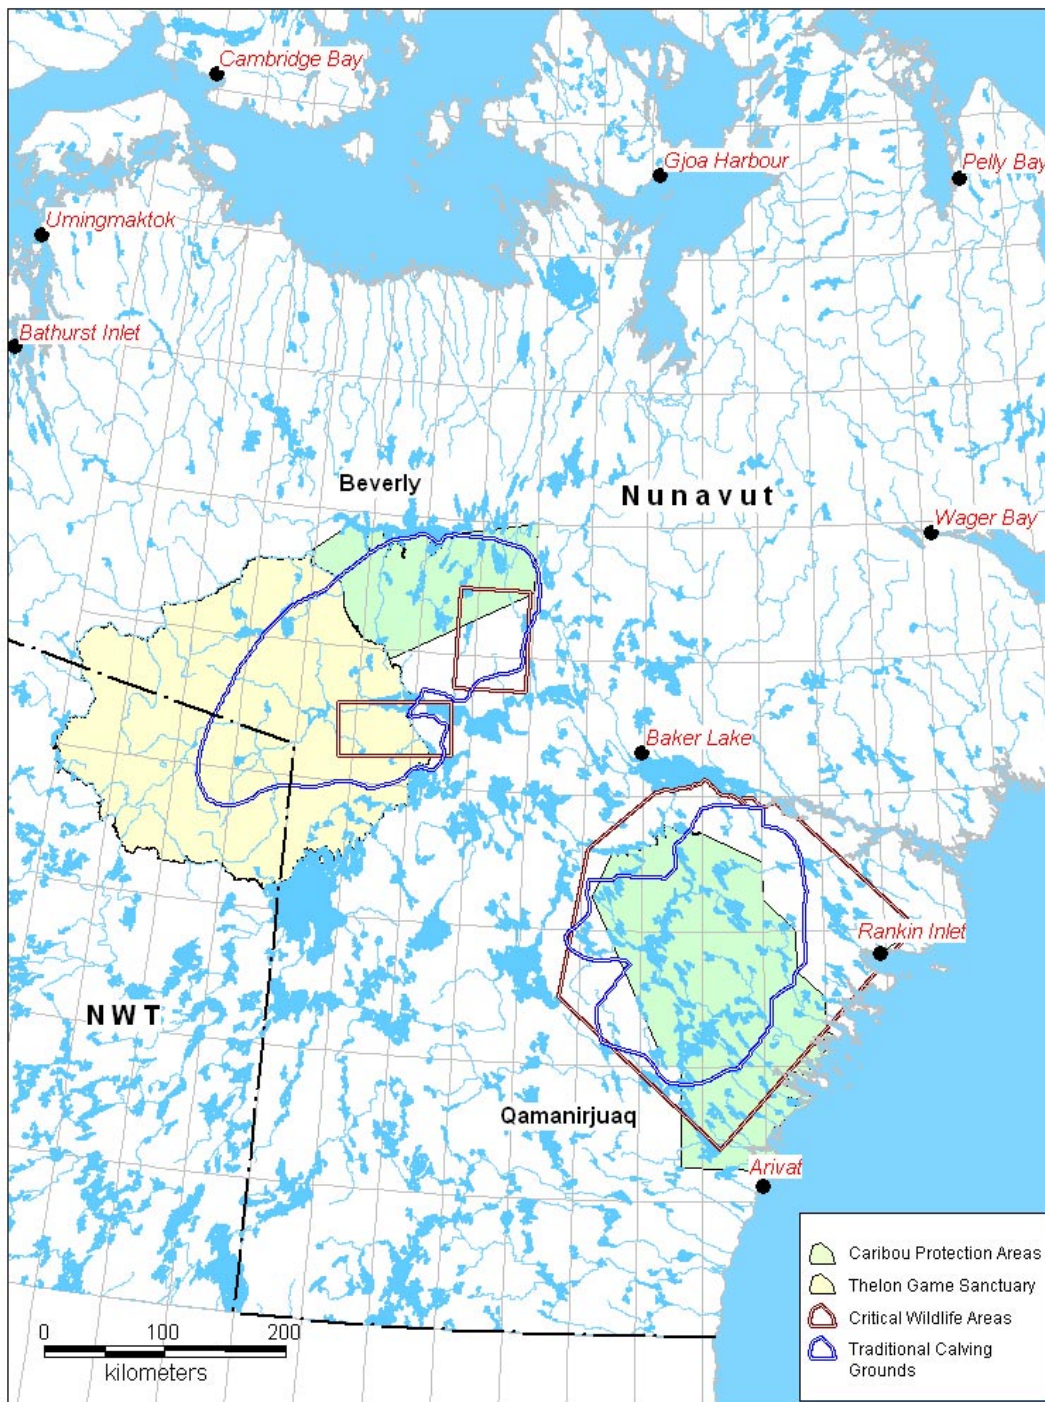 Cambridge Bay
Gjoa Harbour
Pelly Bay
Umingmaktok
Bathurst Inlet
Beverly
Nunavut
Wager Bay
Baker Lake
Rankin Inlet
NWT
Qamanirjuaq
Arivat
Caribou Protection Areas
Thelon Game Sanctuary
Critical Wildlife Areas
Traditional Calving
Grounds
0 100 200
kilometers